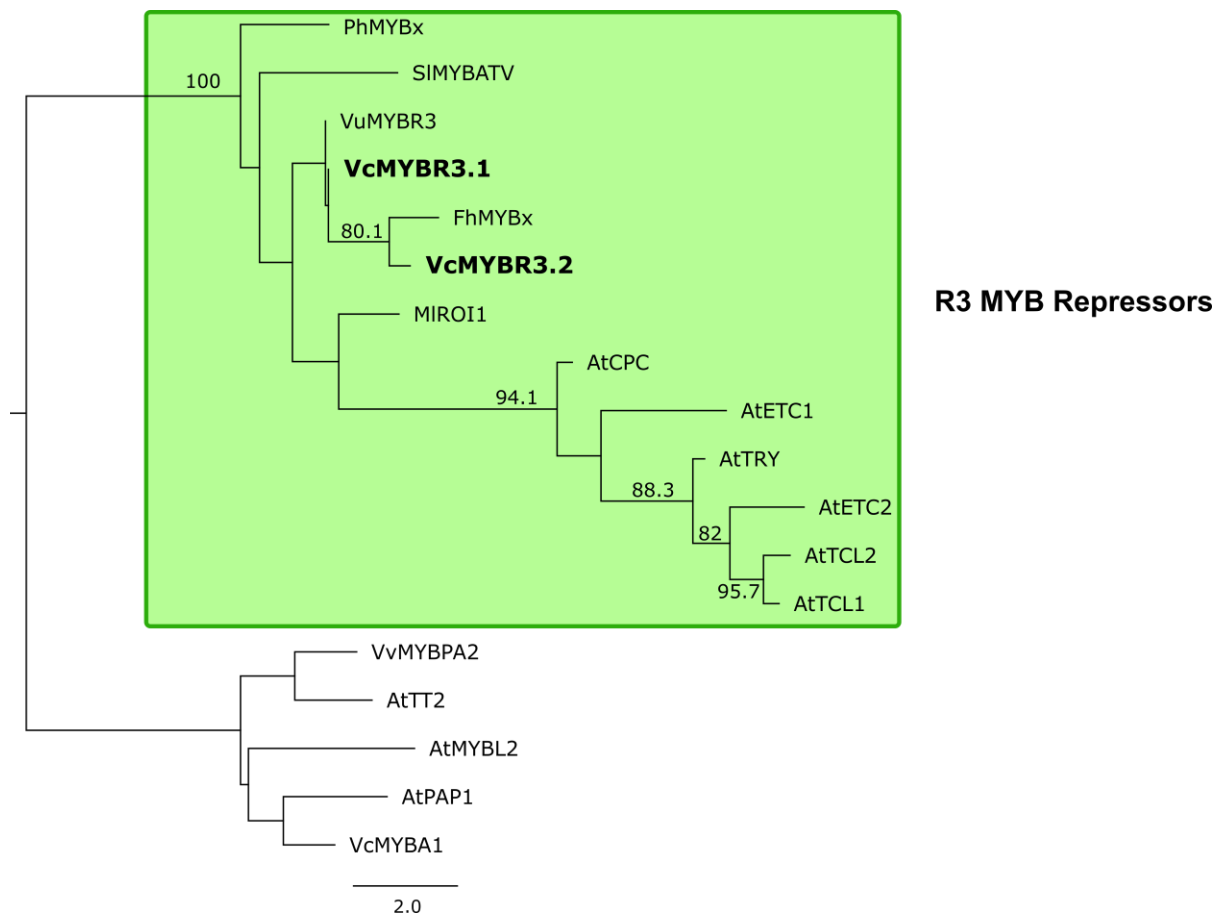 PhMYBx
100
SlMYBATV
VuMYBR3
VcMYBR3.1
FhMYBx
80.1
VcMYBR3.2
R3 MYB Repressors
MlROI1
AtCPC
94.1
AtETC1
AtTRY
88.3
AtETC2
82
AtTCL2
95.7
AtTCL1
VvMYBPA2
AtTT2
AtMYBL2
AtPAP1
VcMYBA1
2.0